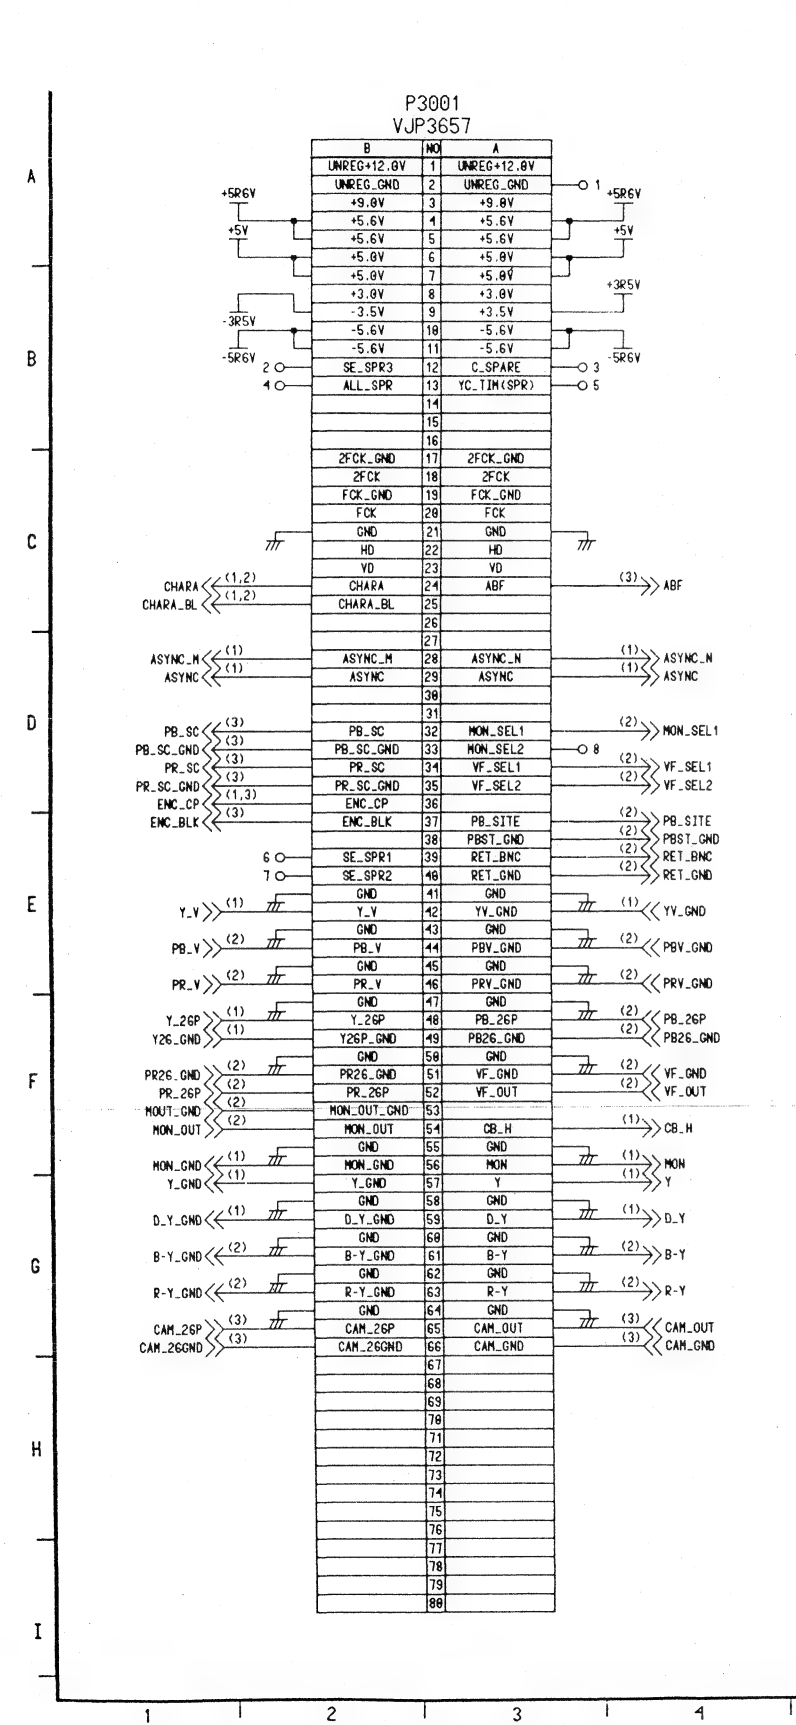 P3001
VJP3657
B NO A
A
UNREG+12.0V 1 UNREG+12.0V
UNREG_GND 2 UNREG_GND 1
+5R6V +9.0V 3 +9.0V +5R6V
+5.6V 4 +5.6V
+5V +5.6V 5 +5.6V +5V
+5.0V 6 +5.0V
+5.0V 7 +5.0V
+3.0V 8 +3.0V +3R5V
-3R5V -3.5V 9 +3.5V
-5.6V 10 -5.6V
-5R6V -5.6V 11 -5.6V -5R6V
B
2 SE_SPR3 12 C_SPARE 3
4 ALL_SPR 13 YC_TIM(SPR) 5
14
15
16
2FCK_GND 17 2FCK_GND
2FCK 18 2FCK
FCK_GND 19 FCK_GND
FCK 20 FCK
GND 21 GND
C
HD 22 HD
VD 23 VD
CHARA (1,2) CHARA 24 ABF (3) ABF
CHARA_BL (1,2) CHARA_BL 25
26
27
ASYNC_M (1) ASYNC_M 28 ASYNC_N (1) ASYNC_N
ASYNC (1) ASYNC 29 ASYNC (1) ASYNC
30
31
D
PB_SC (3) PB_SC 32 MON_SEL1 (2) MON_SEL1
PB_SC_GND (3) PB_SC_GND 33 MON_SEL2 8
PR_SC (3) PR_SC 34 VF_SEL1 (2) VF_SEL1
PR_SC_GND (3) PR_SC_GND 35 VF_SEL2 (2) VF_SEL2
ENC_CP (1,3) ENC_CP 36
ENC_BLK (3) ENC_BLK 37 PB_SITE (2) PB_SITE
38 PBST_GND (2) PBST_GND
6 SE_SPR1 39 RET_BNC (2) RET_BNC
7 SE_SPR2 40 RET_GND (2) RET_GND
GND 41 GND
E
Y_V (1) Y_V 42 YV_GND (1) YV_GND
GND 43 GND
PB_V (2) PB_V 44 PBV_GND (2) PBV_GND
GND 45 GND
PR_V (2) PR_V 46 PRV_GND (2) PRV_GND
GND 47 GND
Y_26P (1) Y_26P 48 PB_26P (2) PB_26P
Y26_GND (1) Y26P_GND 49 PB26_GND (2) PB26_GND
GND 50 GND
F
PR26_GND (2) PR26_GND 51 VF_GND (2) VF_GND
PR_26P (2) PR_26P 52 VF_OUT (2) VF_OUT
MOUT_GND (2) MON_OUT_GND 53
MON_OUT (2) MON_OUT 54 CB_H (1) CB_H
GND 55 GND
MON_GND (1) MON_GND 56 MON (1) MON
Y_GND (1) Y_GND 57 Y (1) Y
GND 58 GND
D_Y_GND (1) D_Y_GND 59 D_Y (1) D_Y
GND 60 GND
B-Y_GND (2) B-Y_GND 61 B-Y (2) B-Y
G
GND 62 GND
R-Y_GND (2) R-Y_GND 63 R-Y (2) R-Y
GND 64 GND
CAM_26P (3) CAM_26P 65 CAM_OUT (3) CAM_OUT
CAM_26GND (3) CAM_26GND 66 CAM_GND (3) CAM_GND
67
68
69
70
71
H
72
73
74
75
76
77
78
79
80
I
1 2 3 4